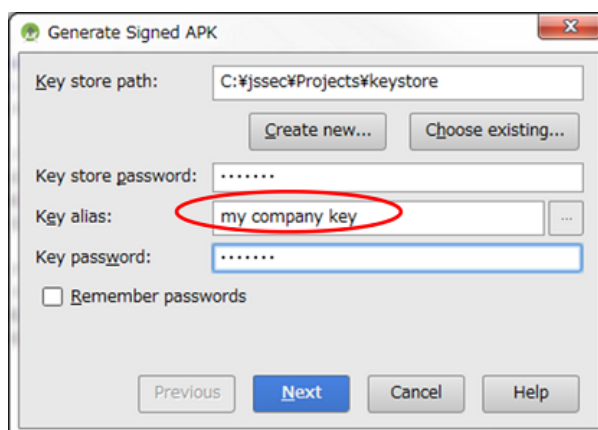 Generate Signed APK
Key store path: C:¥jssec¥Projects¥keystore
Create new... Choose existing...
Key store password: •••••••
Key alias: my company key ...
Key password: •••••••
Remember passwords
Previous Next Cancel Help